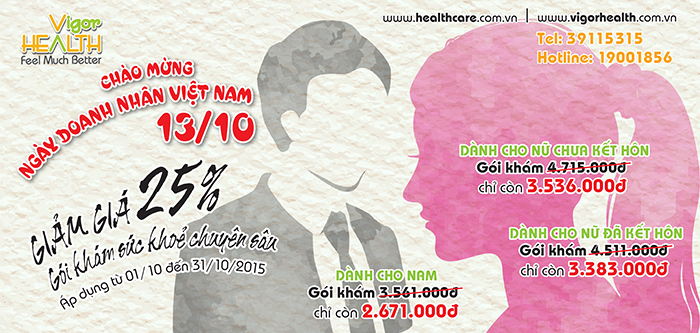 Vigor
HEALTH
Feel Much Better
www.healthcare.com.vn | www.vigorhealth.com.vn
Tel: 39115315
Hotline: 19001856
CHÀO MỪNG
NGÀY DOANH NHÂN VIỆT NAM
13/10
GIẢM GIÁ 25%
Gói khám sức khoẻ chuyên sâu
Áp dụng từ 01/10 đến 31/10/2015
DÀNH CHO NỮ CHƯA KẾT HÔN
Gói khám 4.715.000đ
chỉ còn 3.536.000đ
DÀNH CHO NỮ ĐÃ KẾT HÔN
Gói khám 4.511.000đ
chỉ còn 3.383.000đ
DÀNH CHO NAM
Gói khám 3.561.000đ
chỉ còn 2.671.000đ